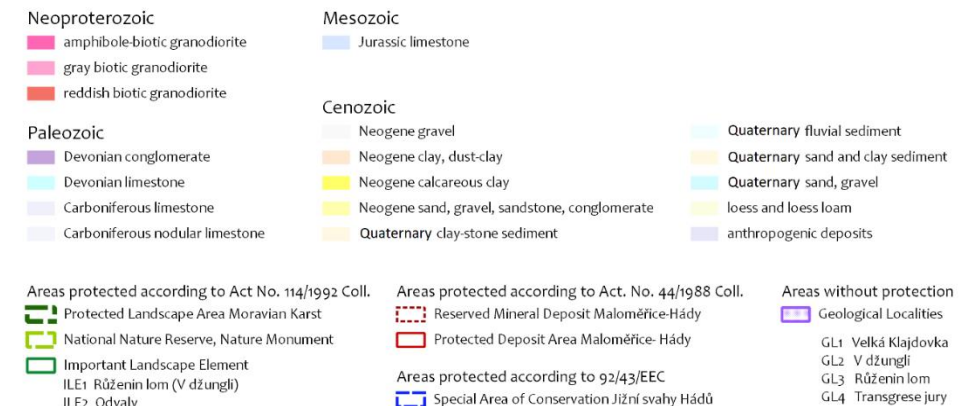 Neoproterozoic
amphibole-biotic granodiorite
gray biotic granodiorite
reddish biotic granodiorite
Paleozoic
Devonian conglomerate
Devonian limestone
Carboniferous limestone
Carboniferous nodular limestone
Mesozoic
Jurassic limestone
Cenozoic
Neogene gravel
Neogene clay, dust-clay
Neogene calcareous clay
Neogene sand, gravel, sandstone, conglomerate
Quaternary clay-stone sediment
Quaternary fluvial sediment
Quaternary sand and clay sediment
Quaternary sand, gravel
loess and loess loam
anthropogenic deposits
Areas protected according to Act No. 114/1992 Coll.
Protected Landscape Area Moravian Karst
National Nature Reserve, Nature Monument
Important Landscape Element
ILE1 Růženin lom (V džungli)
ILE2 Odvaly
Areas protected according to Act. No. 44/1988 Coll.
Reserved Mineral Deposit Maloměřice-Hády
Protected Deposit Area Maloměřice- Hády
Areas protected according to 92/43/EEC
Special Area of Conservation Jižní svahy Hádů
Areas without protection
Geological Localities
GL1 Velká Klajdovka
GL2 V džungli
GL3 Růženin lom
GL4 Transgrese jury